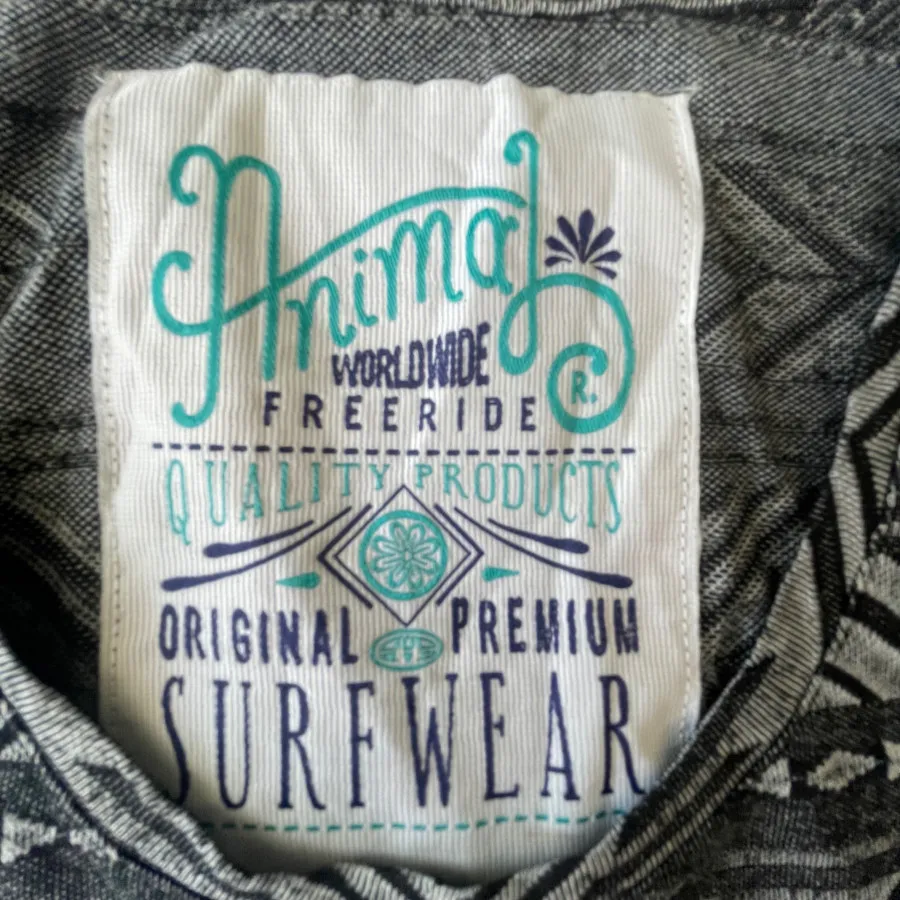 Animal
WORLDWIDE
FREERIDE R.
QUALITY PRODUCTS
ORIGINAL PREMIUM
SURFWEAR